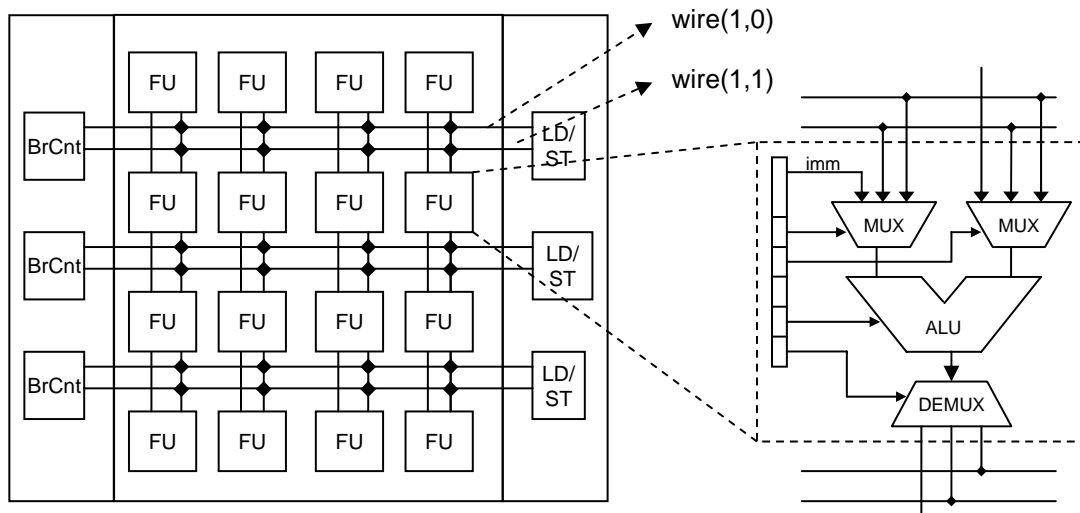 wire(1,0)
FU FU FU FU
wire(1,1)
BrCnt
LD/
ST
imm
FU FU FU FU
MUX MUX
BrCnt
LD/
ST
FU FU FU FU
ALU
BrCnt
LD/
ST
DEMUX
FU FU FU FU